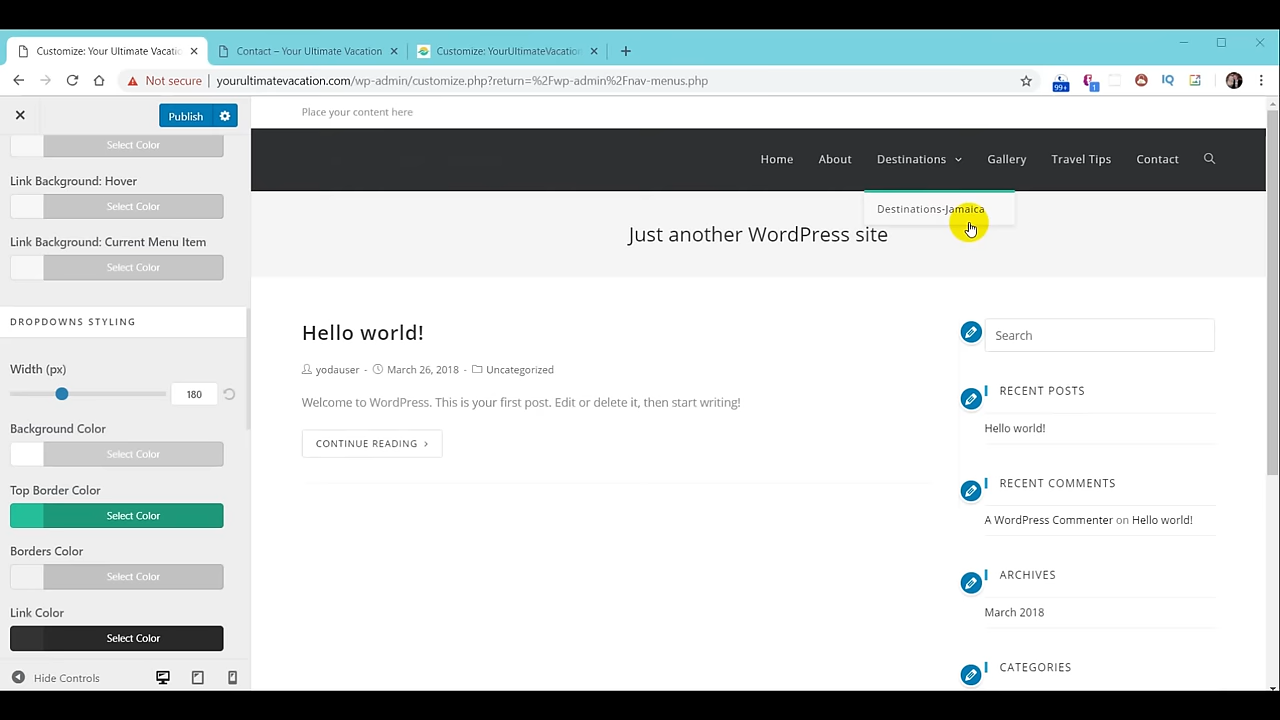 Customize: Your Ultimate Vacatio
Contact – Your Ultimate Vacation
Customize: YourUltimateVacation
Not secure
yourultimatevacation.com/wp-admin/customize.php?return=%2Fwp-admin%2Fnav-menus.php
99+
1
IQ
Publish
Select Color
Link Background: Hover
Select Color
Link Background: Current Menu Item
Select Color
DROPDOWNS STYLING
Width (px)
180
Background Color
Select Color
Top Border Color
Select Color
Borders Color
Select Color
Link Color
Select Color
Hide Controls
Place your content here
Home
About
Destinations
Gallery
Travel Tips
Contact
Destinations-Jamaica
Just another WordPress site
Hello world!
yodauser - March 26, 2018 - Uncategorized
Welcome to WordPress. This is your first post. Edit or delete it, then start writing!
CONTINUE READING
Search
RECENT POSTS
Hello world!
RECENT COMMENTS
A WordPress Commenter on Hello world!
ARCHIVES
March 2018
CATEGORIES